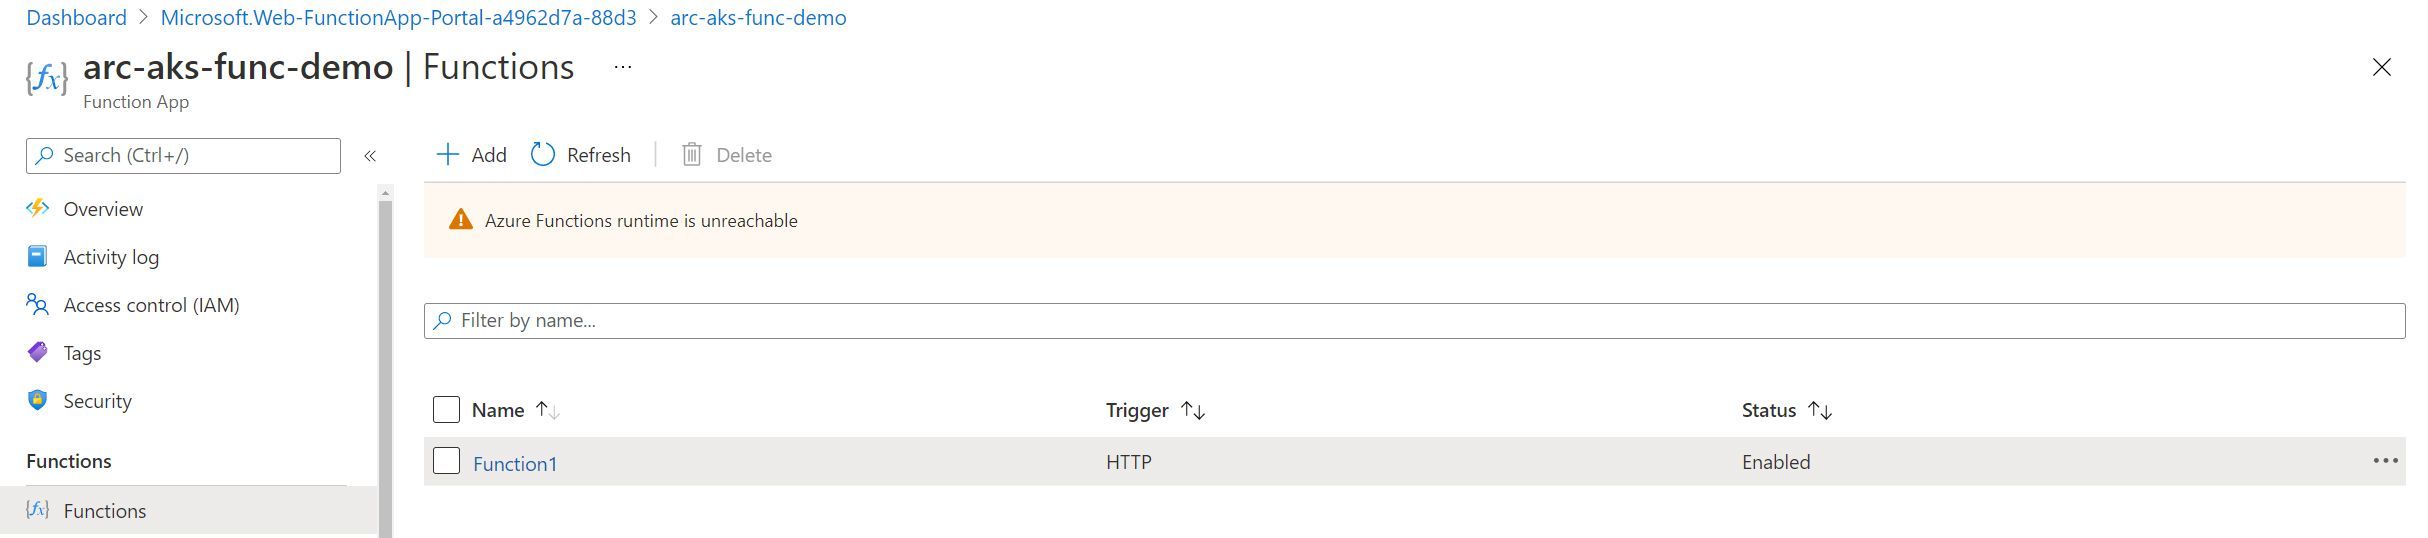 Dashboard > Microsoft.Web-FunctionApp-Portal-a4962d7a-88d3 > arc-aks-func-demo
{fx} arc-aks-func-demo | Functions ...
Function App
Search (Ctrl+/) «
+ Add Refresh | Delete
Overview
Azure Functions runtime is unreachable
Activity log
Access control (IAM)
Filter by name...
Tags
Security
Name ↑↓ Trigger ↑↓ Status ↑↓
Functions
Function1 HTTP Enabled ...
{fx} Functions